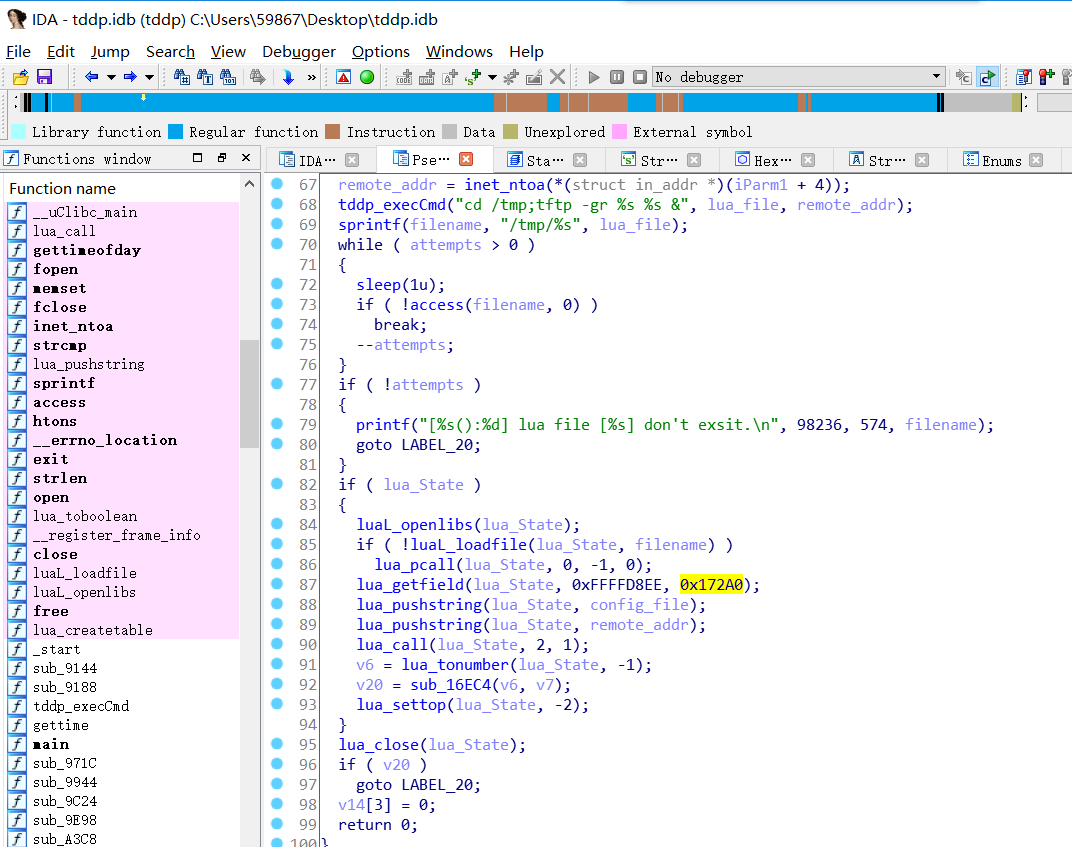 IDA - tddp.idb (tddp) C:\Users\59867\Desktop\tddp.idb
File Edit Jump Search View Debugger Options Windows Help
No debugger
Library function Regular function Instruction Data Unexplored External symbol
Functions window
IDA… Pse… Sta… Str… Hex… Str… Enums
Function name
__uClibc_main
lua_call
gettimeofday
fopen
memset
fclose
inet_ntoa
strcmp
lua_pushstring
sprintf
access
htons
__errno_location
exit
strlen
open
lua_toboolean
__register_frame_info
close
luaL_loadfile
luaL_openlibs
free
lua_createtable
_start
sub_9144
sub_9188
tddp_execCmd
gettime
main
sub_971C
sub_9944
sub_9C24
sub_9E98
sub_A3C8
67 remote_addr = inet_ntoa(*(struct in_addr *)(iParm1 + 4));
68 tddp_execCmd("cd /tmp;tftp -gr %s %s &", lua_file, remote_addr);
69 sprintf(filename, "/tmp/%s", lua_file);
70 while ( attempts > 0 )
71 {
72 sleep(1u);
73 if ( !access(filename, 0) )
74 break;
75 --attempts;
76 }
77 if ( !attempts )
78 {
79 printf("[%s():%d] lua file [%s] don't exsit.\n", 98236, 574, filename);
80 goto LABEL_20;
81 }
82 if ( lua_State )
83 {
84 luaL_openlibs(lua_State);
85 if ( !luaL_loadfile(lua_State, filename) )
86 lua_pcall(lua_State, 0, -1, 0);
87 lua_getfield(lua_State, 0xFFFFD8EE, 0x172A0);
88 lua_pushstring(lua_State, config_file);
89 lua_pushstring(lua_State, remote_addr);
90 lua_call(lua_State, 2, 1);
91 v6 = lua_tonumber(lua_State, -1);
92 v20 = sub_16EC4(v6, v7);
93 lua_settop(lua_State, -2);
94 }
95 lua_close(lua_State);
96 if ( v20 )
97 goto LABEL_20;
98 v14[3] = 0;
99 return 0;
100 }